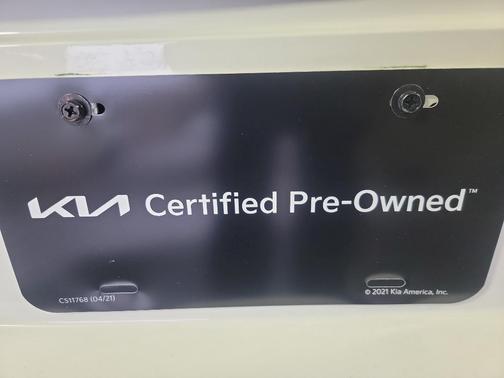 KIA Certified Pre-Owned™
CS11768 (04/21)
© 2021 Kia America, Inc.